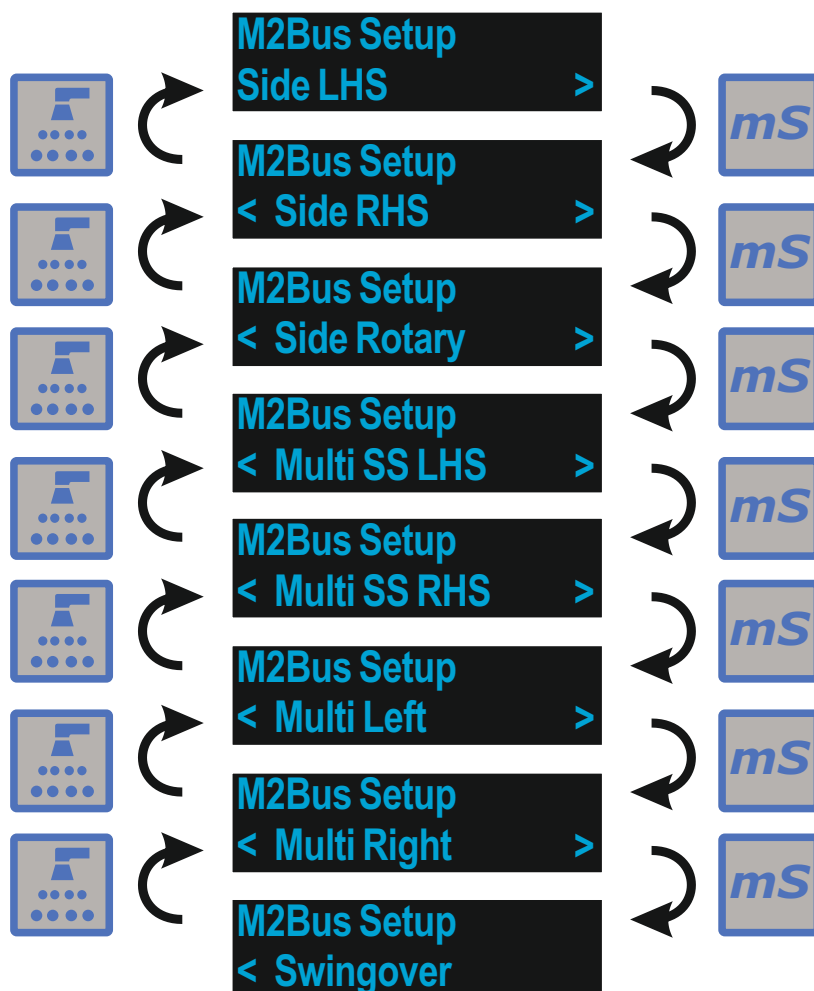 M2Bus Setup
Side LHS >
mS
M2Bus Setup
< Side RHS >
mS
M2Bus Setup
< Side Rotary >
mS
M2Bus Setup
< Multi SS LHS >
mS
M2Bus Setup
< Multi SS RHS >
mS
M2Bus Setup
< Multi Left >
mS
M2Bus Setup
< Multi Right >
mS
M2Bus Setup
< Swingover